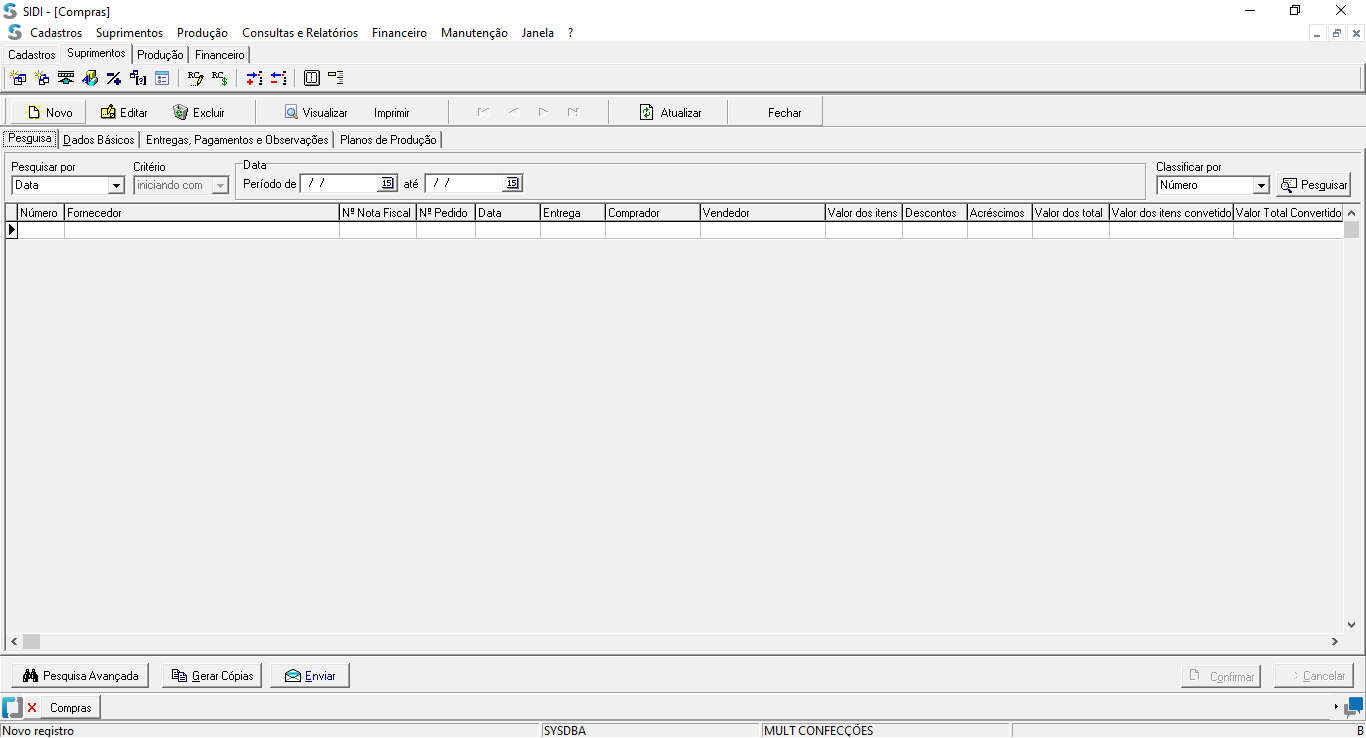 SIDI - [Compras]
Cadastros Suprimentos Produção Consultas e Relatórios Financeiro Manutenção Janela ?
Cadastros Suprimentos Produção Financeiro
Novo Editar Excluir Visualizar Imprimir Atualizar Fechar
Pesquisa Dados Básicos Entregas, Pagamentos e Observações Planos de Produção
Pesquisar por Critério Data Classificar por
Data iniciando com Período de / / 15 até / / 15 Número Pesquisar
Número Fornecedor Nº Nota Fiscal Nº Pedido Data Entrega Comprador Vendedor Valor dos itens Descontos Acréscimos Valor dos total Valor dos itens convetido Valor Total Convertido
Pesquisa Avançada Gerar Cópias Enviar Confirmar Cancelar
Compras
Novo registro SYSDBA MULT CONFECÇÕES B